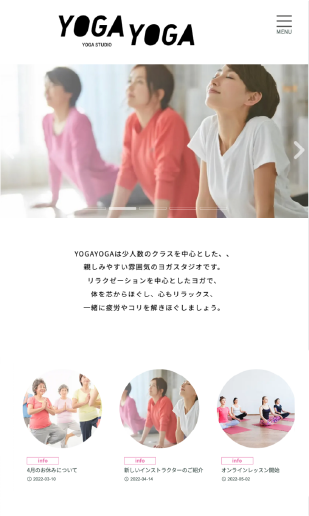 YOGA YOGA
YOGA STUDIO
MENU
YOGAYOGAは少人数のクラスを中心とした、、
親しみやすい雰囲気のヨガスタジオです。
リラクゼーションを中心としたヨガで、
体を芯からほぐし、心もリラックス、
一緒に疲労やコリを解きほぐしましょう。
info
4月のお休みについて
2022-03-10
info
新しいインストラクターのご紹介
2022-04-14
info
オンラインレッスン開始
2022-05-02